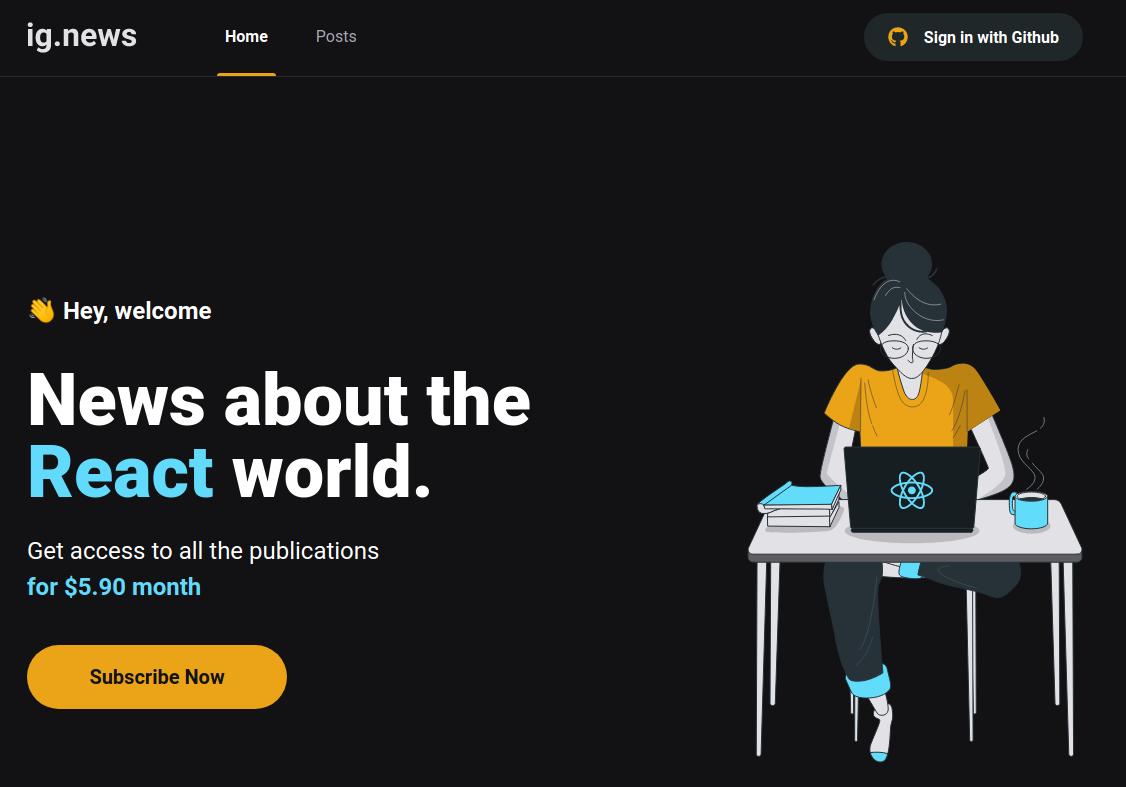 ig.news
Home
Posts
Sign in with Github
👋 Hey, welcome
News about the
React world.
Get access to all the publications
for $5.90 month
Subscribe Now